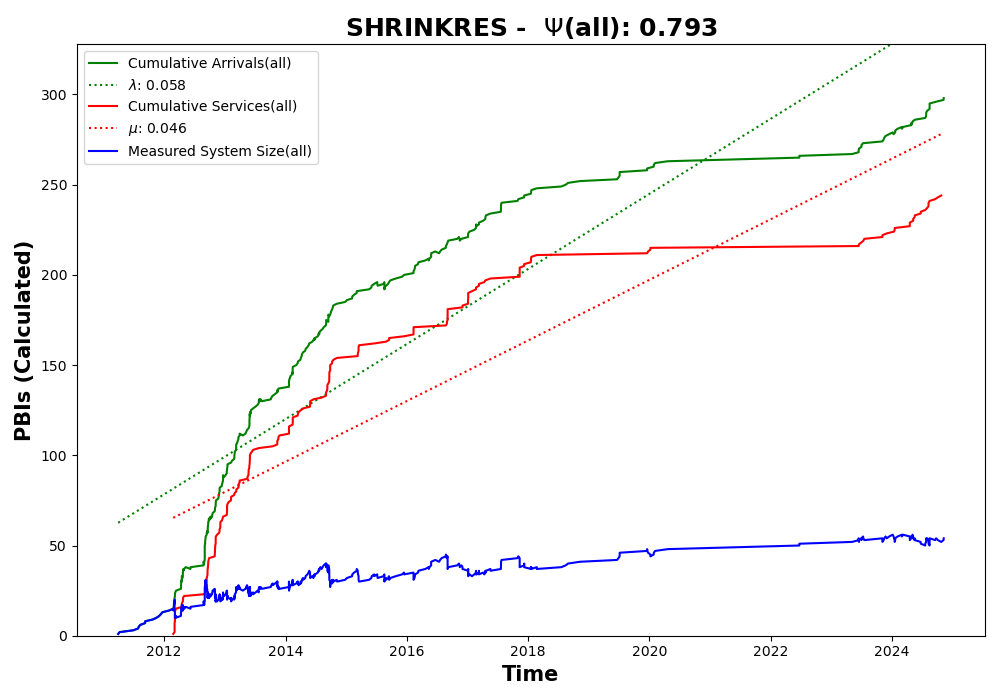 SHRINKRES - Ψ(all): 0.793
Cumulative Arrivals(all)
λ: 0.058
Cumulative Services(all)
μ: 0.046
Measured System Size(all)
PBIs (Calculated)
300
250
200
150
100
50
0
2012 2014 2016 2018 2020 2022 2024
Time